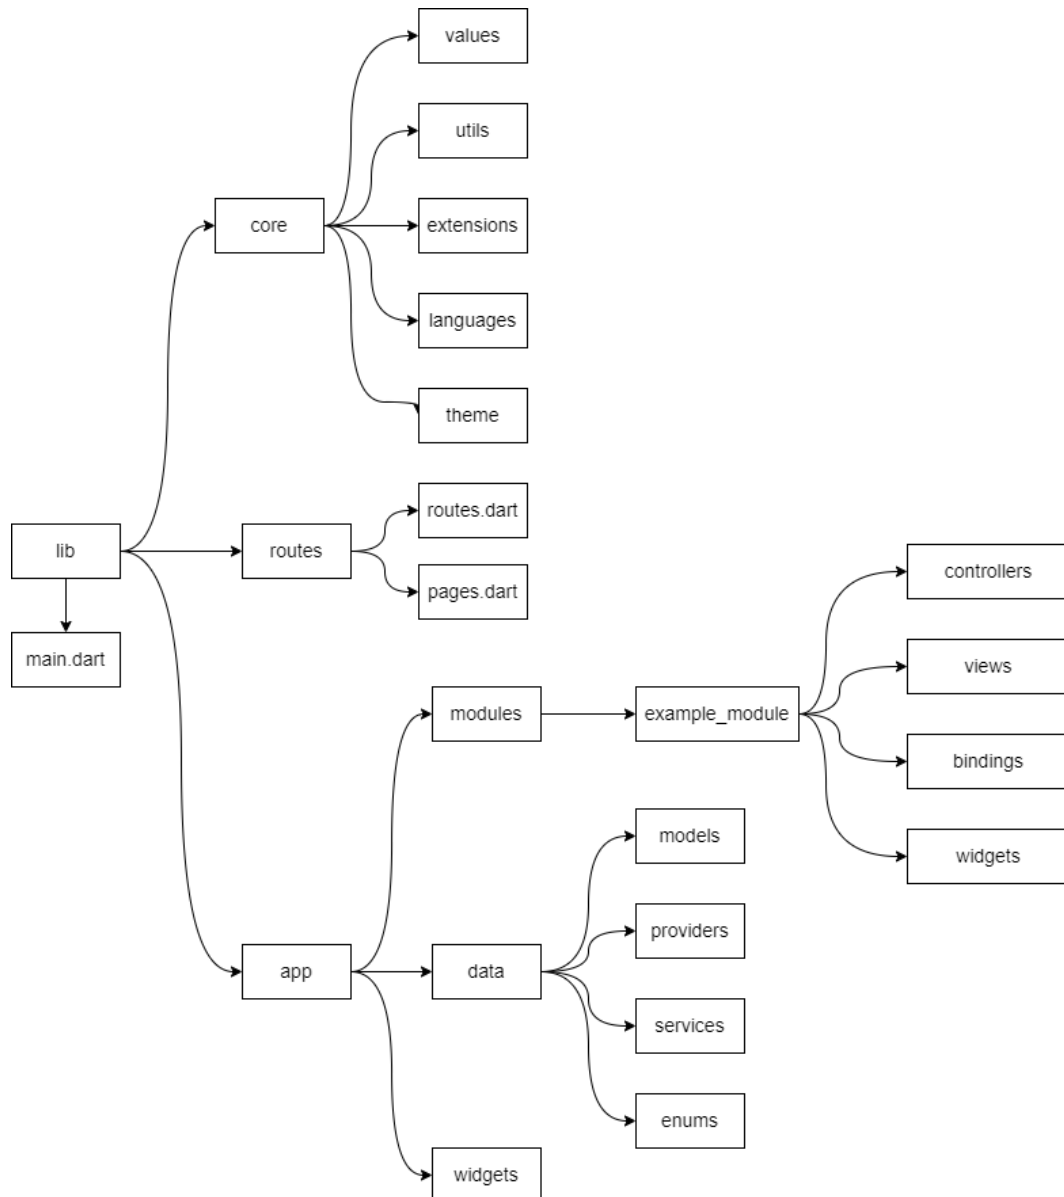 values
utils
core
extensions
languages
theme
routes.dart
lib
routes
controllers
pages.dart
main.dart
views
modules
example_module
bindings
models
widgets
providers
app
data
services
enums
widgets